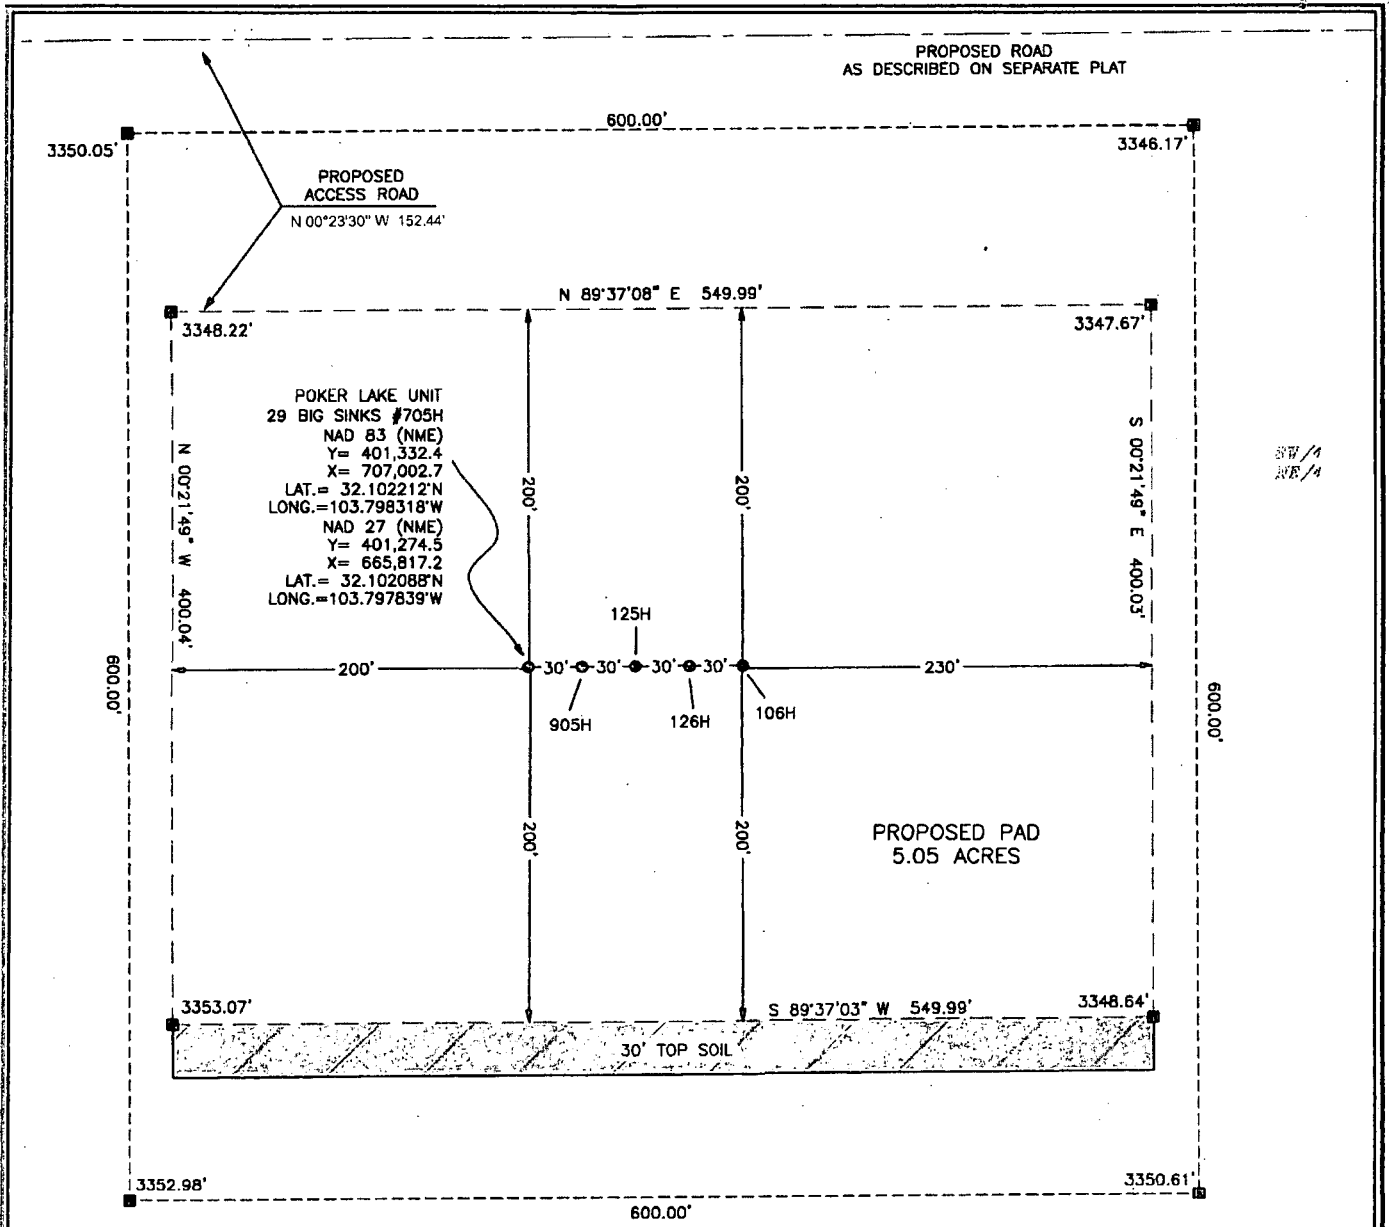 PROPOSED ROAD
AS DESCRIBED ON SEPARATE PLAT
600.00'
3350.05'
3346.17'
PROPOSED
ACCESS ROAD
N 00°23'30" W 152.44'
N 89°37'08" E 549.99'
3348.22'
3347.67'
POKER LAKE UNIT
29 BIG SINKS #705H
NAD 83 (NME)
Y= 401,332.4
X= 707,002.7
LAT.= 32.102212°N
LONG.=103.798318°W
NAD 27 (NME)
Y= 401,274.5
X= 665,817.2
LAT.= 32.102088°N
LONG.=103.797839°W
N 00°21'49" W 400.04'
200'
200'
S 00°21'49" E 400.03'
SW/4
NE/4
125H
600.00'
200'
30'
30'
30'
30'
230'
600.00'
905H
126H
106H
200'
200'
PROPOSED PAD
5.05 ACRES
3353.07'
S 89°37'03" W 549.99'
3348.64'
30' TOP SOIL
3352.98'
3350.61'
600.00'